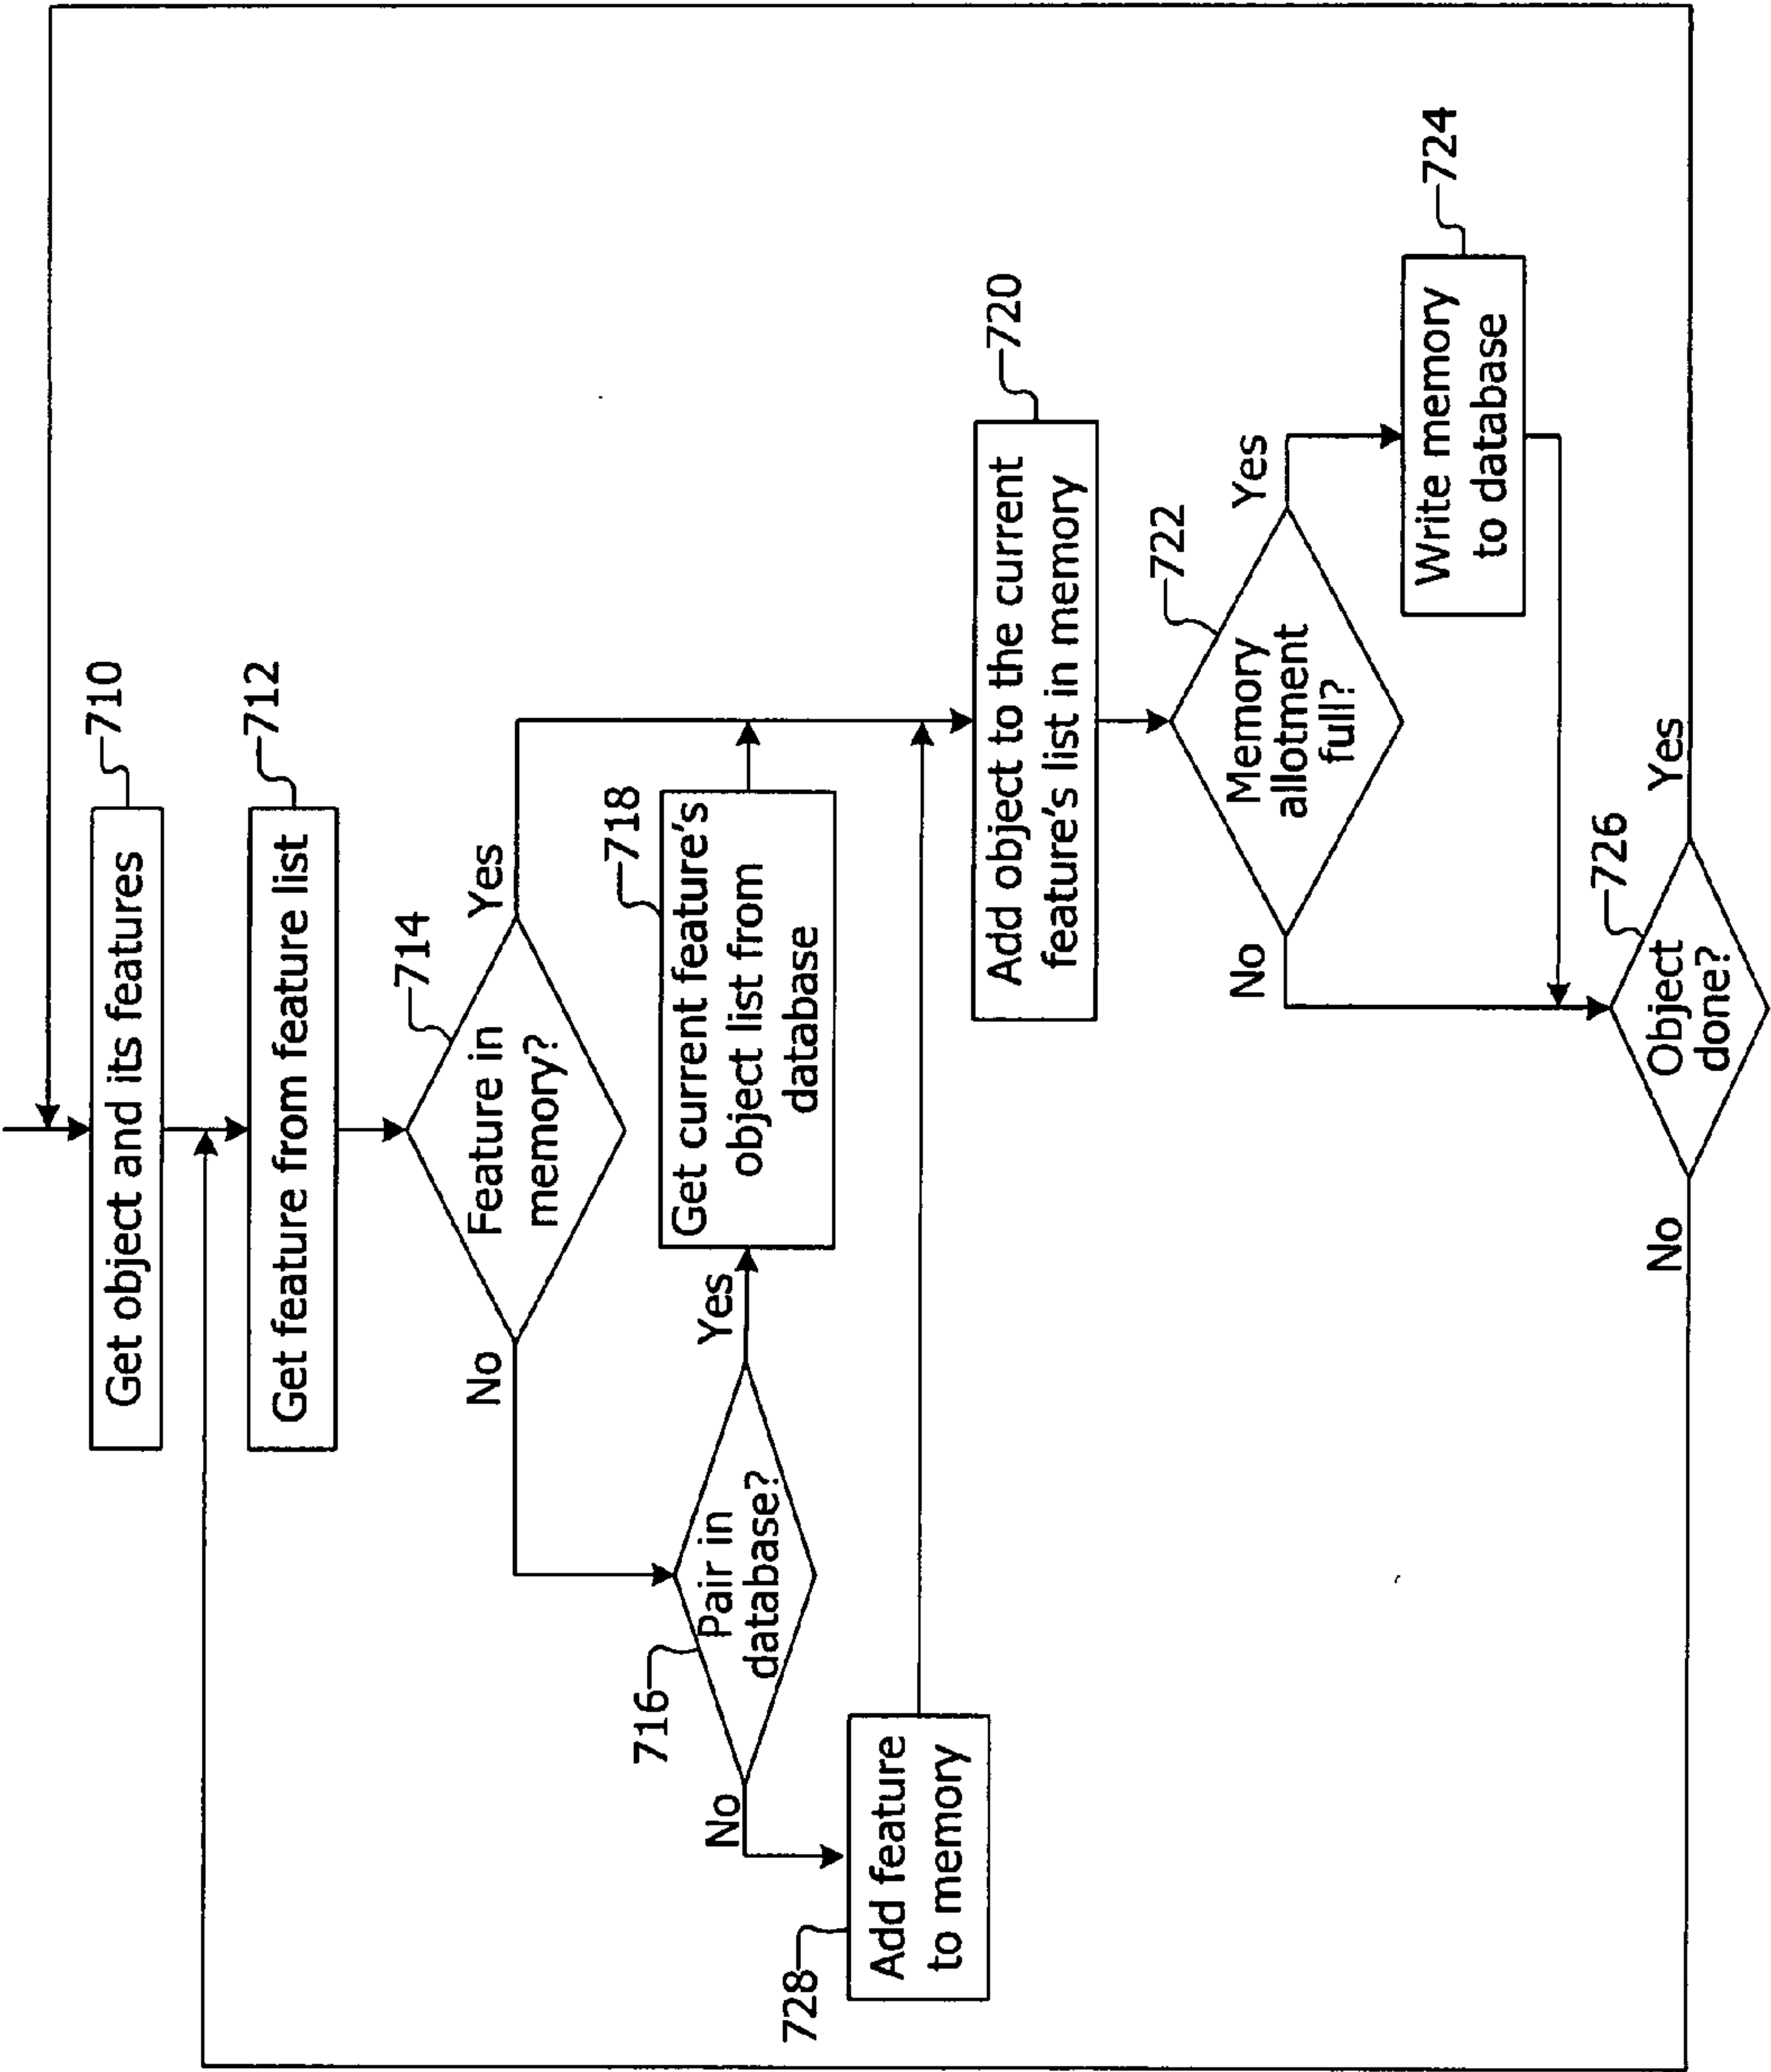 Get object and its features
710
Get feature from feature list
712
Feature in
memory?
714
Yes
No
Pair in
database?
716
Yes
No
Get current feature's
object list from
database
718
Add feature
to memory
728
Add object to the current
feature's list in memory
720
Memory
allotment
full?
722
Yes
No
Write memory
to database
724
Object
done?
726
Yes
No